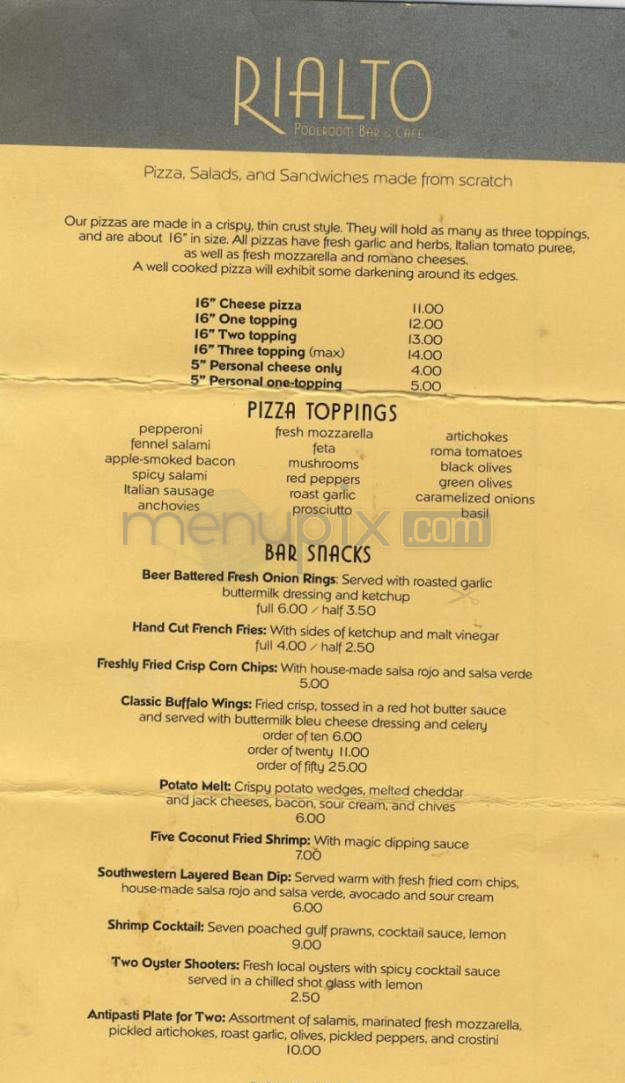 RIALTO
POOLROOM BAR & CAFE
Pizza, Salads, and Sandwiches made from scratch
Our pizzas are made in a crispy, thin crust style. They will hold as many as three toppings,
and are about 16" in size. All pizzas have fresh garlic and herbs, Italian tomato puree,
as well as fresh mozzarella and romano cheeses.
A well cooked pizza will exhibit some darkening around its edges.
16" Cheese pizza 11.00
16" One topping 12.00
16" Two topping 13.00
16" Three topping (max) 14.00
5" Personal cheese only 4.00
5" Personal one-topping 5.00
PIZZA TOPPINGS
pepperoni fresh mozzarella artichokes
fennel salami feta roma tomatoes
apple-smoked bacon mushrooms black olives
spicy salami red peppers green olives
Italian sausage roast garlic caramelized onions
anchovies prosciutto basil
menupix.com
BAR SNACKS
Beer Battered Fresh Onion Rings: Served with roasted garlic
buttermilk dressing and ketchup
full 6.00 / half 3.50
Hand Cut French Fries: With sides of ketchup and malt vinegar
full 4.00 / half 2.50
Freshly Fried Crisp Corn Chips: With house-made salsa rojo and salsa verde
5.00
Classic Buffalo Wings: Fried crisp, tossed in a red hot butter sauce
and served with buttermilk bleu cheese dressing and celery
order of ten 6.00
order of twenty 11.00
order of fifty 25.00
Potato Melt: Crispy potato wedges, melted cheddar
and jack cheeses, bacon, sour cream, and chives
6.00
Five Coconut Fried Shrimp: With magic dipping sauce
7.00
Southwestern Layered Bean Dip: Served warm with fresh fried corn chips,
house-made salsa rojo and salsa verde, avocado and sour cream
6.00
Shrimp Cocktail: Seven poached gulf prawns, cocktail sauce, lemon
9.00
Two Oyster Shooters: Fresh local oysters with spicy cocktail sauce
served in a chilled shot glass with lemon
2.50
Antipasti Plate for Two: Assortment of salamis, marinated fresh mozzarella,
pickled artichokes, roast garlic, olives, pickled peppers, and crostini
10.00